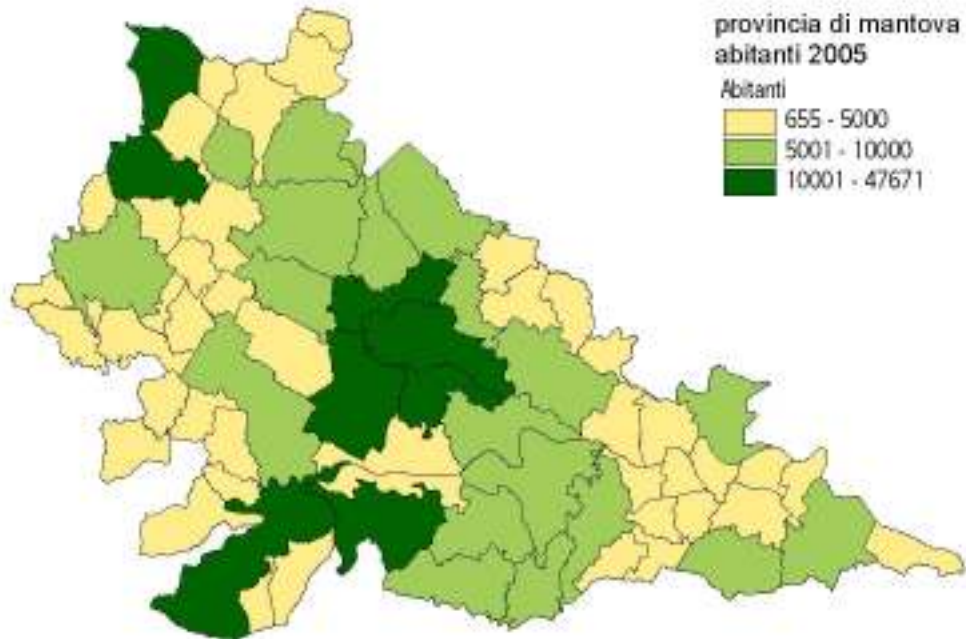 provincia di mantova
abitanti 2005
Abitanti
655 - 5000
5001 - 10000
10001 - 47671